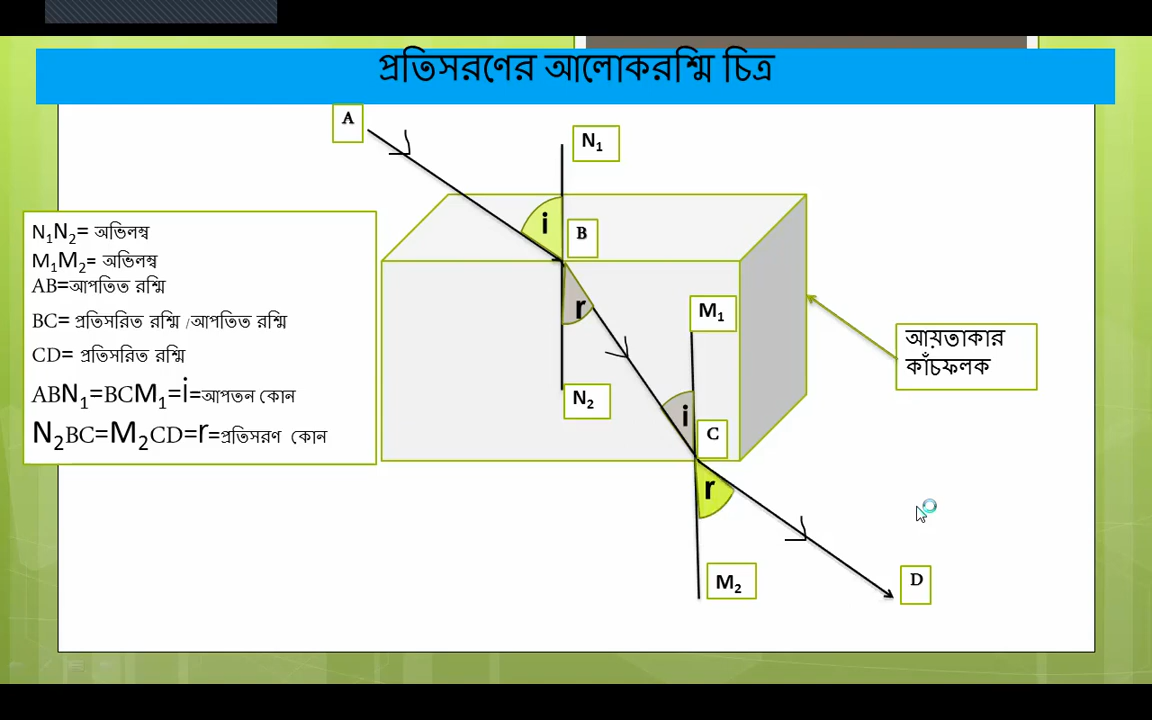 প্রতিসরণের আলোকরশ্মি চিত্র
A
N₁
i
B
N₁N₂= অভিলম্ব
M₁M₂= অভিলম্ব
AB=আপতিত রশ্মি
BC= প্রতিসরিত রশ্মি /আপতিত রশ্মি
CD= প্রতিসরিত রশ্মি
ABN₁=BCM₁=i=আপতন কোন
N₂BC=M₂CD=r=প্রতিসরণ কোন
r
M₁
আয়তাকার
কাঁচফলক
N₂
i
C
r
M₂
D